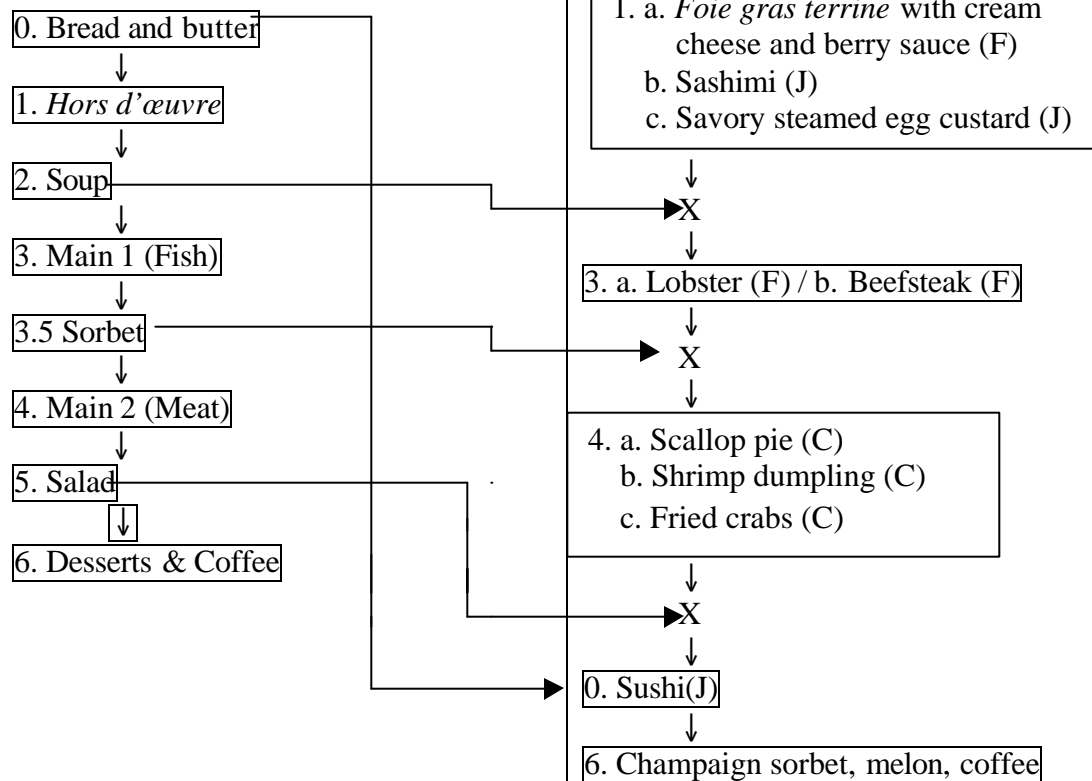 0. Bread and butter
1. Hors d’œuvre
2. Soup
3. Main 1 (Fish)
3.5 Sorbet
4. Main 2 (Meat)
5. Salad
6. Desserts & Coffee
1. a. Foie gras terrine with cream
cheese and berry sauce (F)
b. Sashimi (J)
c. Savory steamed egg custard (J)
X
3. a. Lobster (F) / b. Beefsteak (F)
X
4. a. Scallop pie (C)
b. Shrimp dumpling (C)
c. Fried crabs (C)
X
0. Sushi(J)
6. Champaign sorbet, melon, coffee